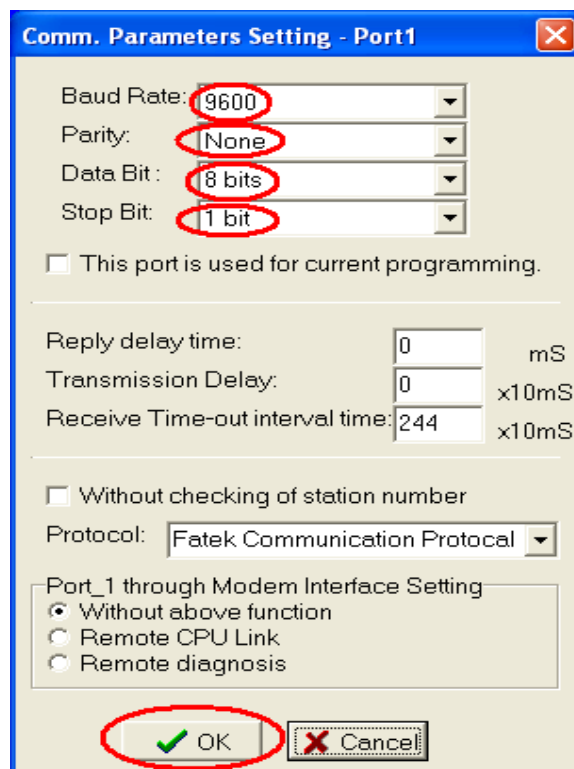 Comm. Parameters Setting - Port1
Baud Rate: 9600
Parity: None
Data Bit : 8 bits
Stop Bit: 1 bit
This port is used for current programming.
Reply delay time: 0 mS
Transmission Delay: 0 x10mS
Receive Time-out interval time: 244 x10mS
Without checking of station number
Protocol: Fatek Communication Protocal
Port_1 through Modem Interface Setting
Without above function
Remote CPU Link
Remote diagnosis
OK Cancel